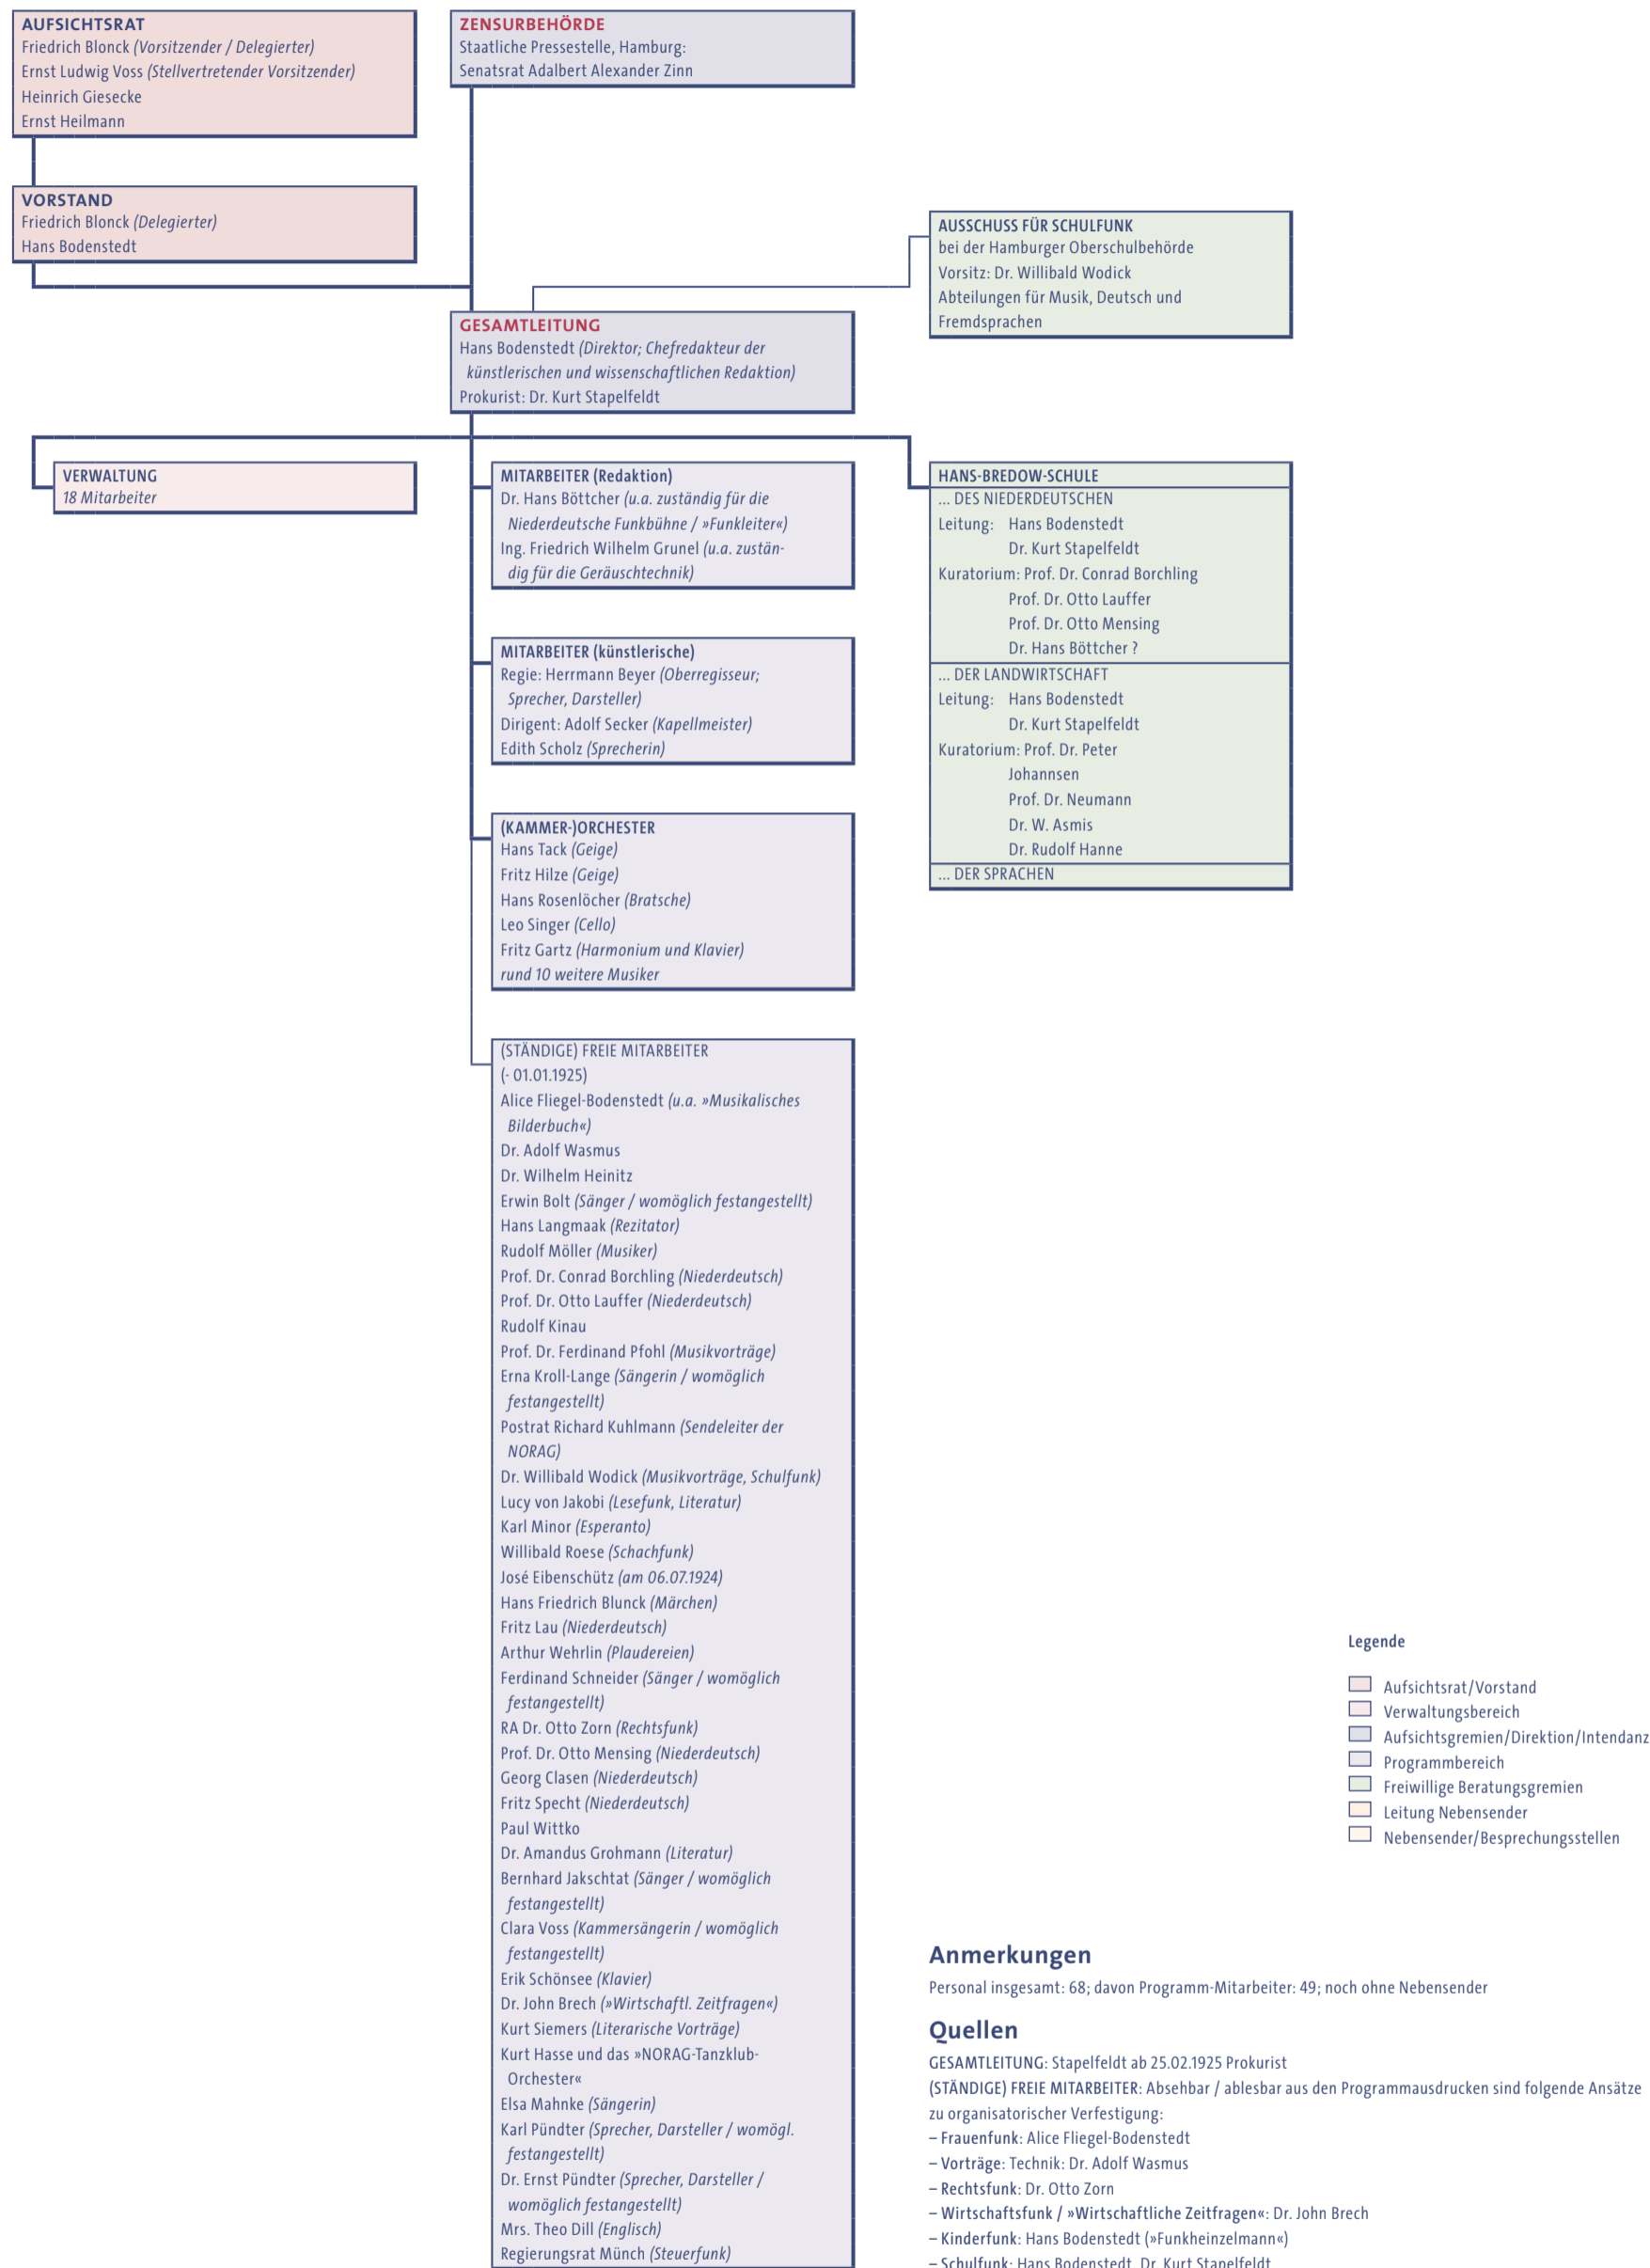 AUFSICHTSRAT
Friedrich Blonck (Vorsitzender / Delegierter)
Ernst Ludwig Voss (Stellvertretender Vorsitzender)
Heinrich Giesecke
Ernst Heilmann
ZENSURBEHÖRDE
Staatliche Pressestelle, Hamburg:
Senatsrat Adalbert Alexander Zinn
VORSTAND
Friedrich Blonck (Delegierter)
Hans Bodenstedt
AUSSCHUSS FÜR SCHULFUNK
bei der Hamburger Oberschulbehörde
Vorsitz: Dr. Willibald Wodick
Abteilungen für Musik, Deutsch und
Fremdsprachen
GESAMTLEITUNG
Hans Bodenstedt (Direktor; Chefredakteur der
künstlerischen und wissenschaftlichen Redaktion)
Prokurist: Dr. Kurt Stapelfeldt
VERWALTUNG
18 Mitarbeiter
MITARBEITER (Redaktion)
Dr. Hans Böttcher (u.a. zuständig für die
Niederdeutsche Funkbühne / »Funkleiter«)
Ing. Friedrich Wilhelm Grunel (u.a. zustän-
dig für die Geräuschtechnik)
MITARBEITER (künstlerische)
Regie: Herrmann Beyer (Oberregisseur;
Sprecher, Darsteller)
Dirigent: Adolf Secker (Kapellmeister)
Edith Scholz (Sprecherin)
(KAMMER-)ORCHESTER
Hans Tack (Geige)
Fritz Hilze (Geige)
Hans Rosenlöcher (Bratsche)
Leo Singer (Cello)
Fritz Gartz (Harmonium und Klavier)
rund 10 weitere Musiker
HANS-BREDOW-SCHULE
... DES NIEDERDEUTSCHEN
Leitung: Hans Bodenstedt
Dr. Kurt Stapelfeldt
Kuratorium: Prof. Dr. Conrad Borchling
Prof. Dr. Otto Lauffer
Prof. Dr. Otto Mensing
Dr. Hans Böttcher ?
... DER LANDWIRTSCHAFT
Leitung: Hans Bodenstedt
Dr. Kurt Stapelfeldt
Kuratorium: Prof. Dr. Peter
Johannsen
Prof. Dr. Neumann
Dr. W. Asmis
Dr. Rudolf Hanne
... DER SPRACHEN
(STÄNDIGE) FREIE MITARBEITER
(- 01.01.1925)
Alice Fliegel-Bodenstedt (u.a. »Musikalisches
Bilderbuch«)
Dr. Adolf Wasmus
Dr. Wilhelm Heinitz
Erwin Bolt (Sänger / womöglich festangestellt)
Hans Langmaak (Rezitator)
Rudolf Möller (Musiker)
Prof. Dr. Conrad Borchling (Niederdeutsch)
Prof. Dr. Otto Lauffer (Niederdeutsch)
Rudolf Kinau
Prof. Dr. Ferdinand Pfohl (Musikvorträge)
Erna Kroll-Lange (Sängerin / womöglich
festangestellt)
Postrat Richard Kuhlmann (Sendeleiter der
NORAG)
Dr. Willibald Wodick (Musikvorträge, Schulfunk)
Lucy von Jakobi (Lesefunk, Literatur)
Karl Minor (Esperanto)
Willibald Roese (Schachfunk)
José Eibenschütz (am 06.07.1924)
Hans Friedrich Blunck (Märchen)
Fritz Lau (Niederdeutsch)
Arthur Wehrlin (Plaudereien)
Ferdinand Schneider (Sänger / womöglich
festangestellt)
RA Dr. Otto Zorn (Rechtsfunk)
Prof. Dr. Otto Mensing (Niederdeutsch)
Georg Clasen (Niederdeutsch)
Fritz Specht (Niederdeutsch)
Paul Wittko
Dr. Amandus Grohmann (Literatur)
Bernhard Jakschtat (Sänger / womöglich
festangestellt)
Clara Voss (Kammersängerin / womöglich
festangestellt)
Erik Schönsee (Klavier)
Dr. John Brech (»Wirtschaftl. Zeitfragen«)
Kurt Siemers (Literarische Vorträge)
Kurt Hasse und das »NORAG-Tanzklub-
Orchester«
Elsa Mahnke (Sängerin)
Karl Pündter (Sprecher, Darsteller / womögl.
festangestellt)
Dr. Ernst Pündter (Sprecher, Darsteller /
womöglich festangestellt)
Mrs. Theo Dill (Englisch)
Regierungsrat Münch (Steuerfunk)
Legende
Aufsichtsrat/Vorstand
Verwaltungsbereich
Aufsichtsgremien/Direktion/Intendanz
Programmbereich
Freiwillige Beratungsgremien
Leitung Nebensender
Nebensender/Besprechungsstellen
Anmerkungen
Personal insgesamt: 68; davon Programm-Mitarbeiter: 49; noch ohne Nebensender
Quellen
GESAMTLEITUNG: Stapelfeldt ab 25.02.1925 Prokurist
(STÄNDIGE) FREIE MITARBEITER: Absehbar / ablesbar aus den Programmausdrucken sind folgende Ansätze
zu organisatorischer Verfestigung:
– Frauenfunk: Alice Fliegel-Bodenstedt
– Vorträge: Technik: Dr. Adolf Wasmus
– Rechtsfunk: Dr. Otto Zorn
– Wirtschaftsfunk / »Wirtschaftliche Zeitfragen«: Dr. John Brech
– Kinderfunk: Hans Bodenstedt (»Funkheinzelmann«)
– Schulfunk: Hans Bodenstedt, Dr. Kurt Stapelfeldt